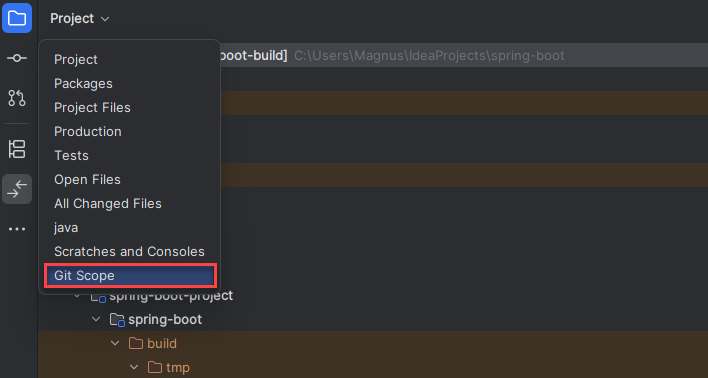 Project
Project
boot-build] C:\Users\Magnus\IdeaProjects\spring-boot
Packages
Project Files
Production
Tests
Open Files
All Changed Files
java
Scratches and Consoles
Git Scope
spring-boot-project
spring-boot
build
tmp